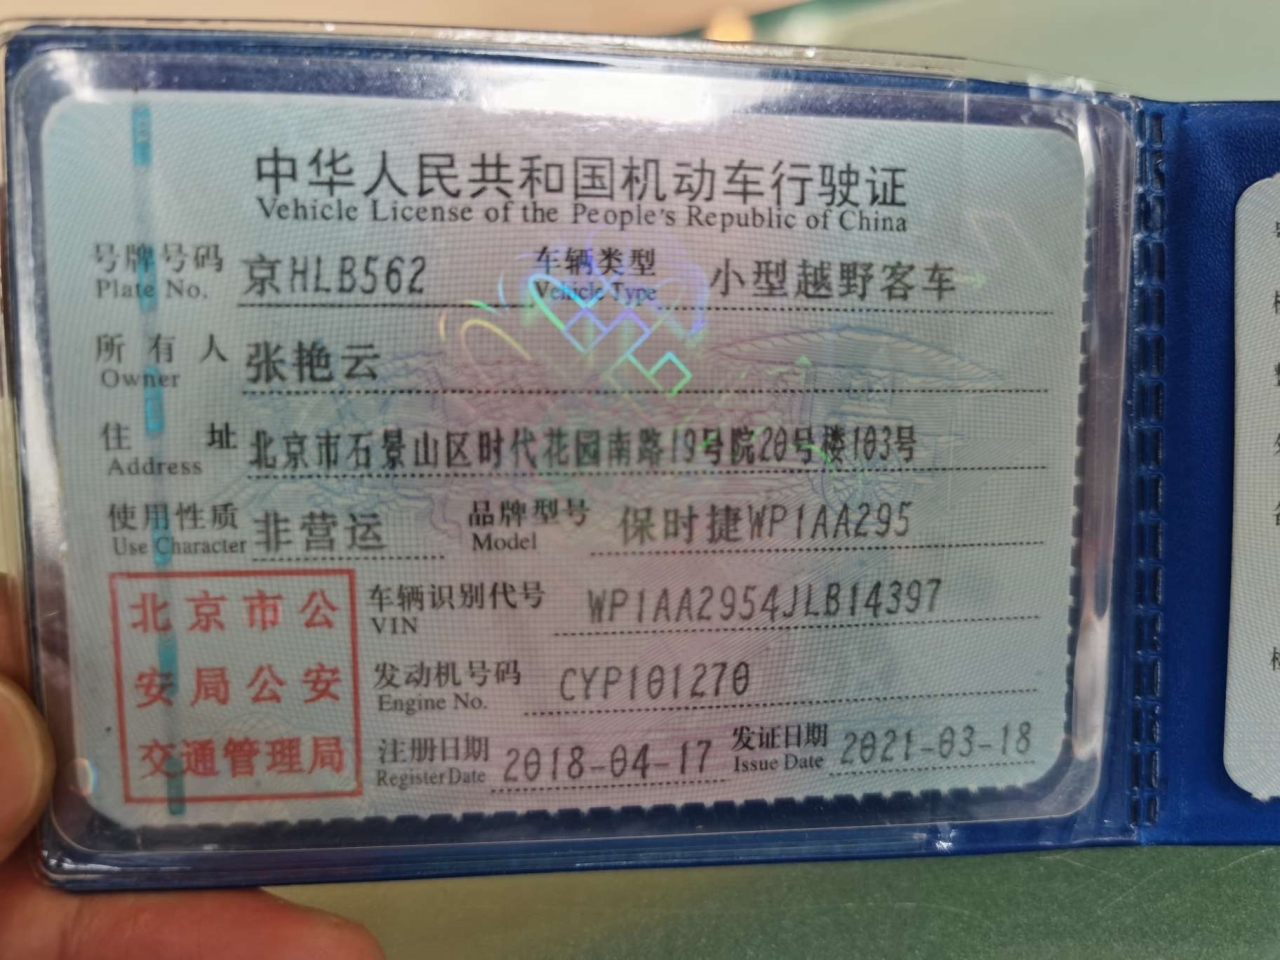 中华人民共和国机动车行驶证
Vehicle License of the People's Republic of China
号牌号码 京HLB562 车辆类型 小型越野客车
Plate No. Vehicle Type
所有人 张艳云
Owner
住址 北京市石景山区时代花园南路19号院20号楼103号
Address
使用性质 非营运 品牌型号 保时捷WP1AA295
Use Character Model
北京市公 车辆识别代号 WP1AA2954JLB14397
VIN
安局公安 发动机号码 CYP101270
Engine No.
交通管理局 注册日期 2018-04-17 发证日期 2021-03-18
Register Date Issue Date